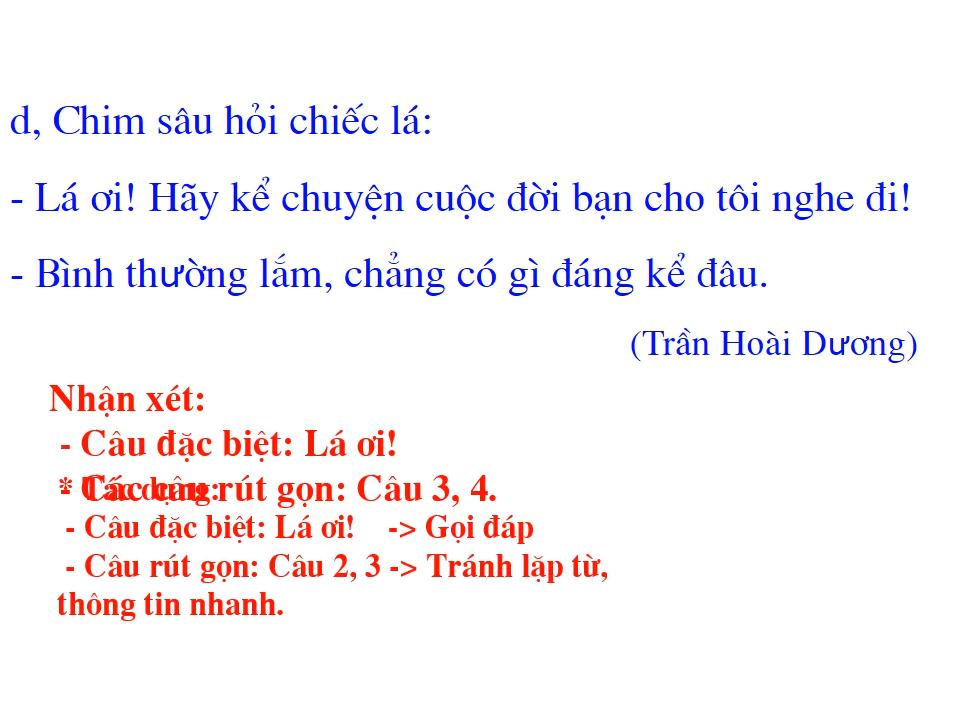 d, Chim sâu hỏi chiếc lá:
- Lá ơi! Hãy kể chuyện cuộc đời bạn cho tôi nghe đi!
- Bình thường lắm, chẳng có gì đáng kể đâu.
(Trần Hoài Dương)
Nhận xét:
- Câu đặc biệt: Lá ơi!
- Các câu rút gọn: Câu 3, 4.
* Tác dụng:
- Câu đặc biệt: Lá ơi! -> Gọi đáp
- Câu rút gọn: Câu 2, 3 -> Tránh lặp từ,
thông tin nhanh.